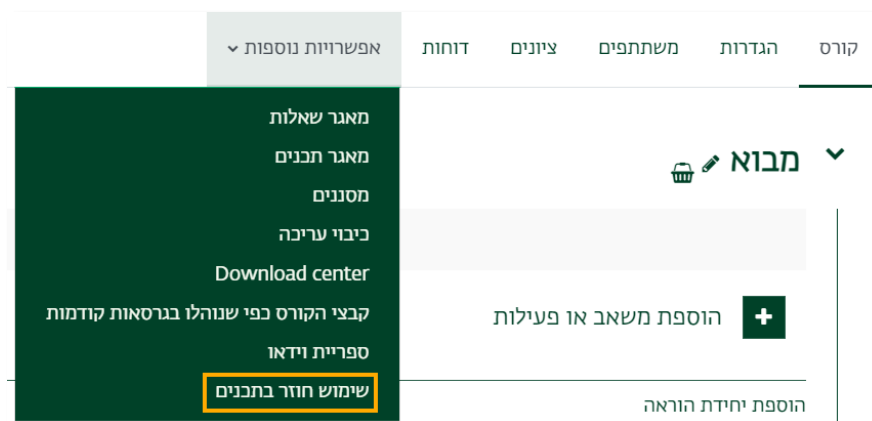 קורס הגדרות משתתפים ציונים דוחות אפשרויות נוספות
מאגר שאלות
מאגר תכנים
מסננים
כיבוי עריכה
Download center
קבצי הקורס כפי שנוהלו בגרסאות קודמות
ספריית וידאו
שימוש חוזר בתכנים
מבוא
הוספת משאב או פעילות
הוספת יחידת הוראה